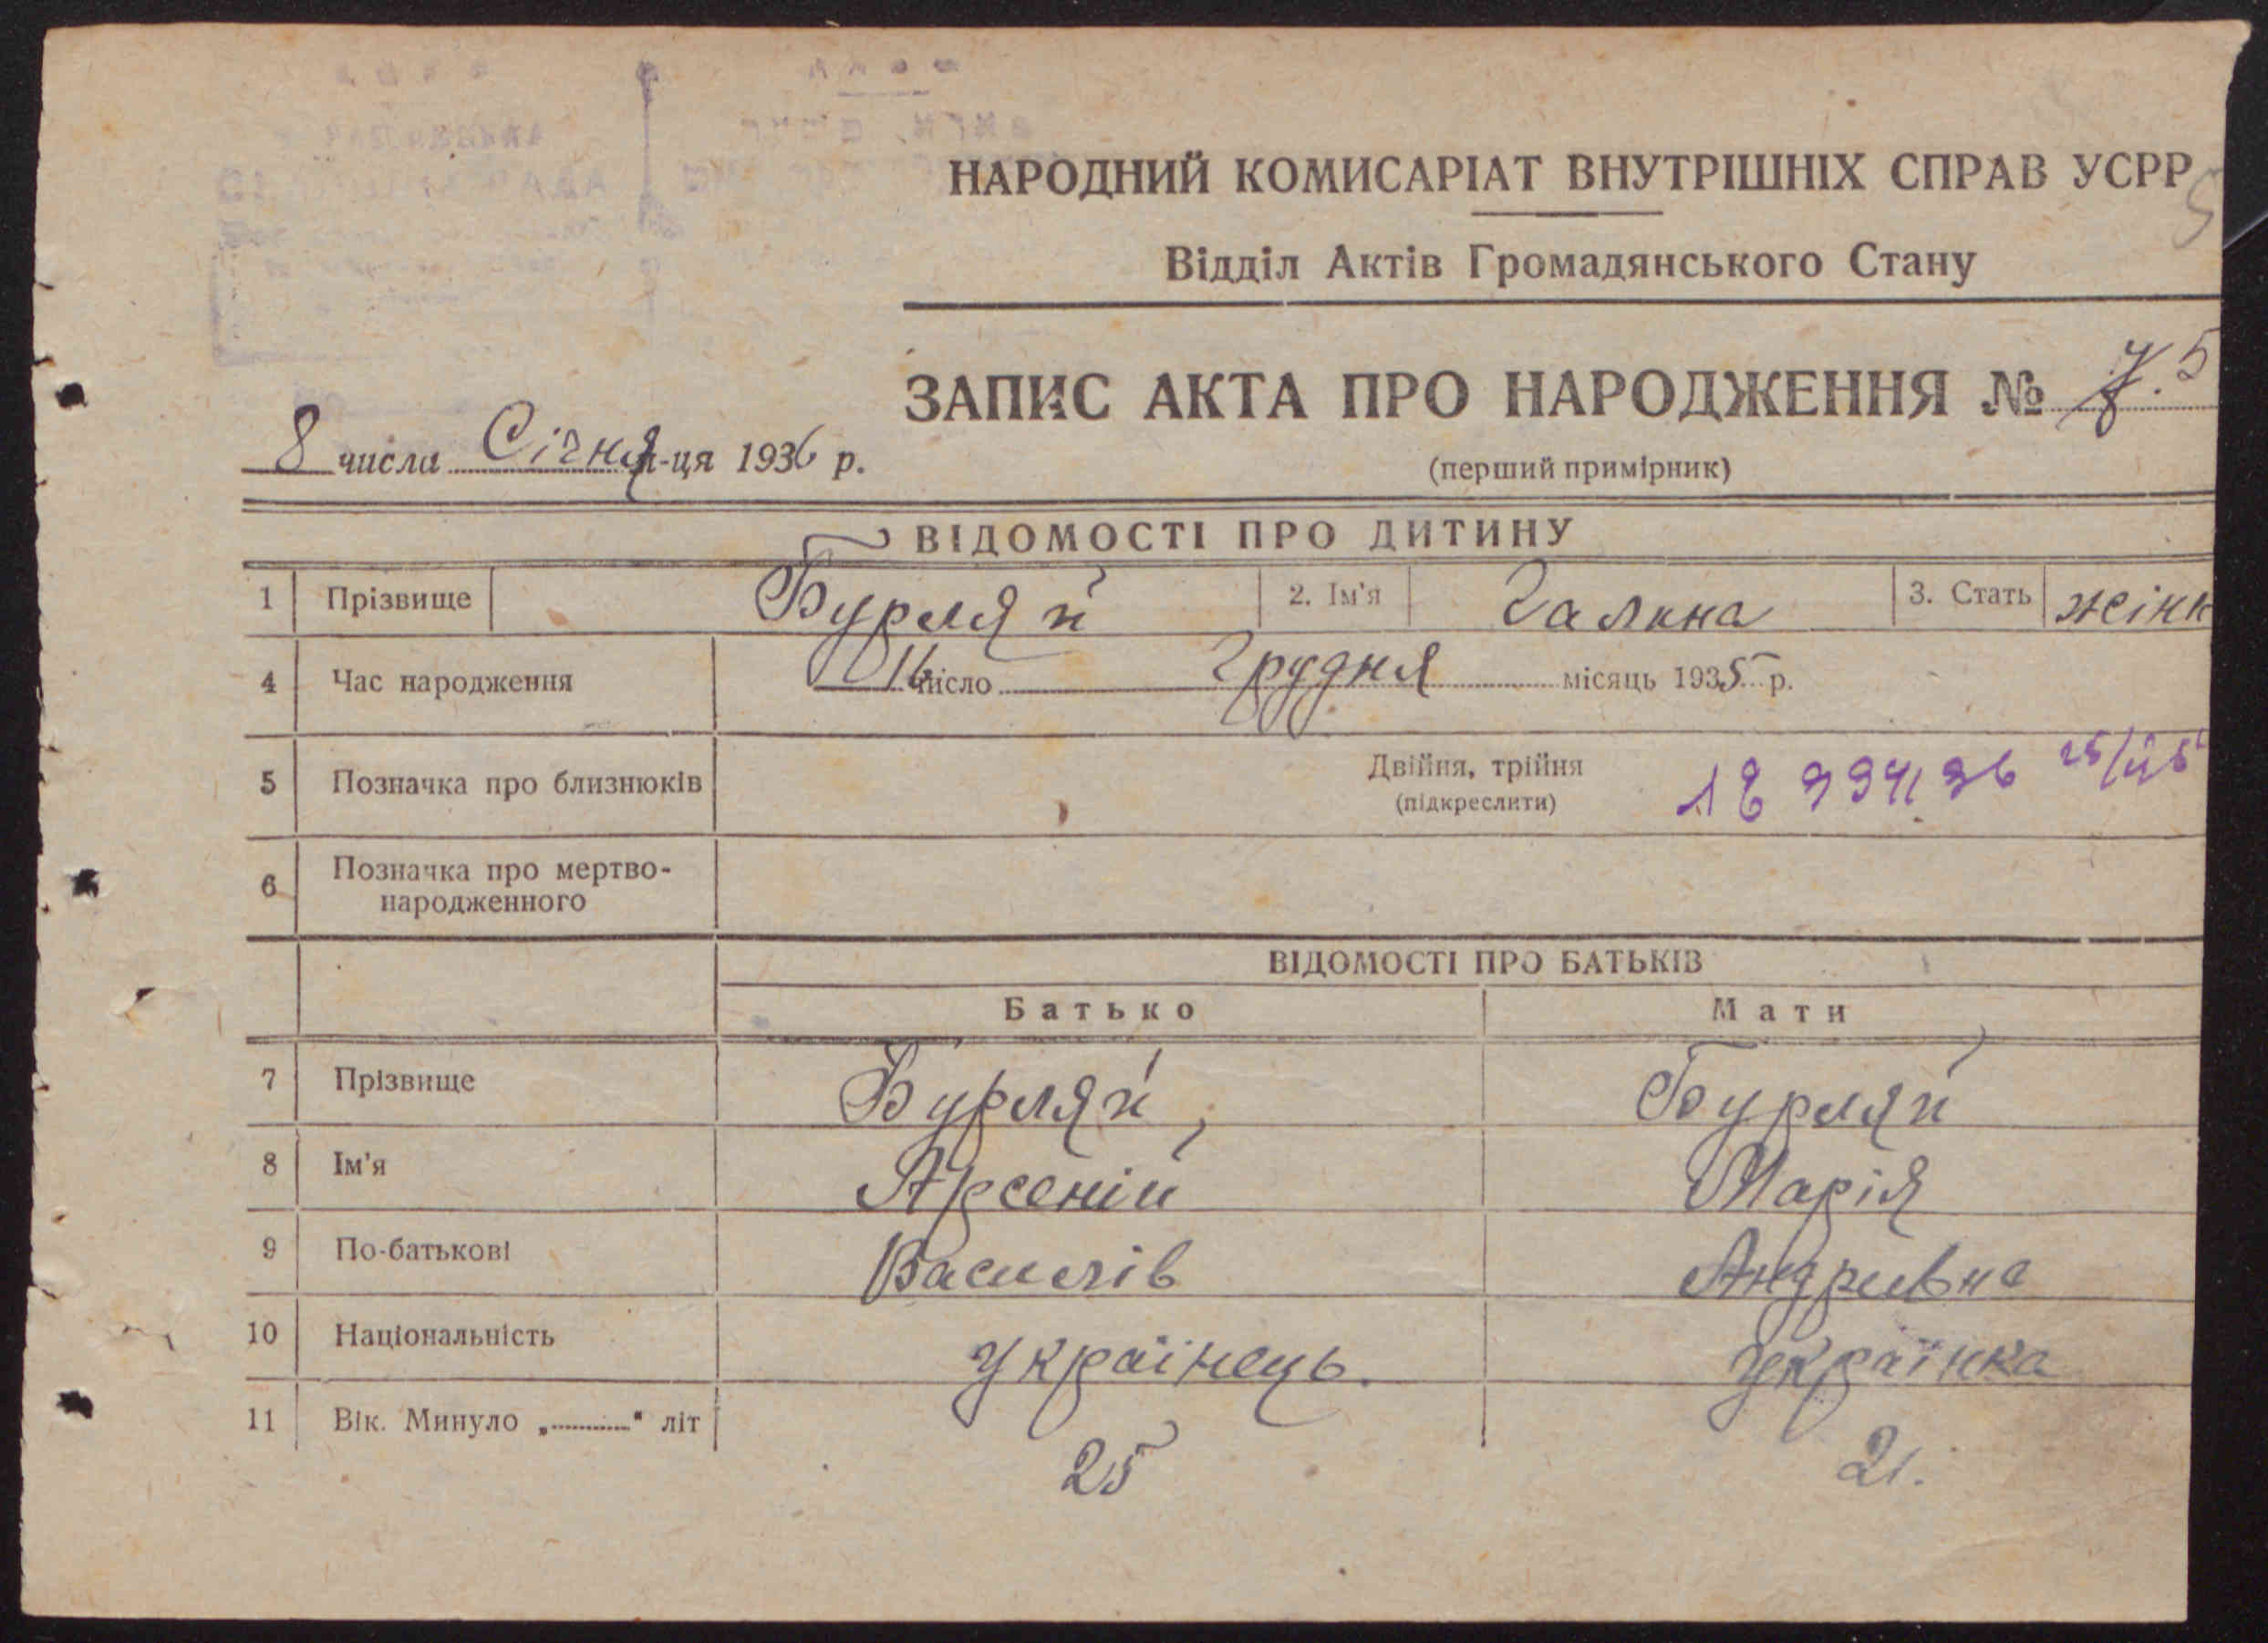 НАРОДНИЙ КОМИСАРІАТ ВНУТРІШНІХ СПРАВ УСРР
5
Відділ Актів Громадянського Стану
ЗАПИС АКТА ПРО НАРОДЖЕННЯ № 5
8 числа Січня м-ця 1936 р.
(перший примірник)
ВІДОМОСТІ ПРО ДИТИНУ
1 Прізвище Бурляй 2. Ім'я Галина 3. Стать жінк
4 Час народження 16 число Грудня місяць 1935 р.
5 Позначка про близнюків Двійня, трійня
(підкреслити)
6 Позначка про мертво-
народженного
ВІДОМОСТІ ПРО БАТЬКІВ
Батько Мати
7 Прізвище Бурляй Бурляй
8 Ім'я Арсеній Марія
9 По-батькові Василів Андривна
10 Національність Українець. Українка
11 Вік. Минуло „............" літ 25 21.